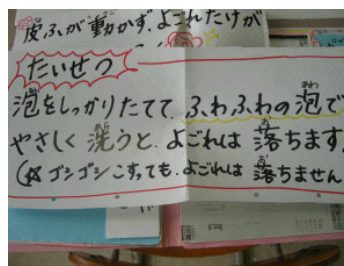 皮ふが動かず、よごれだけが
たいせつ
泡をしっかりたてて、ふわふわの泡で
やさしく洗うと、よごれは落ちます。
(☆ゴシゴシこすっても、よごれは落ちません